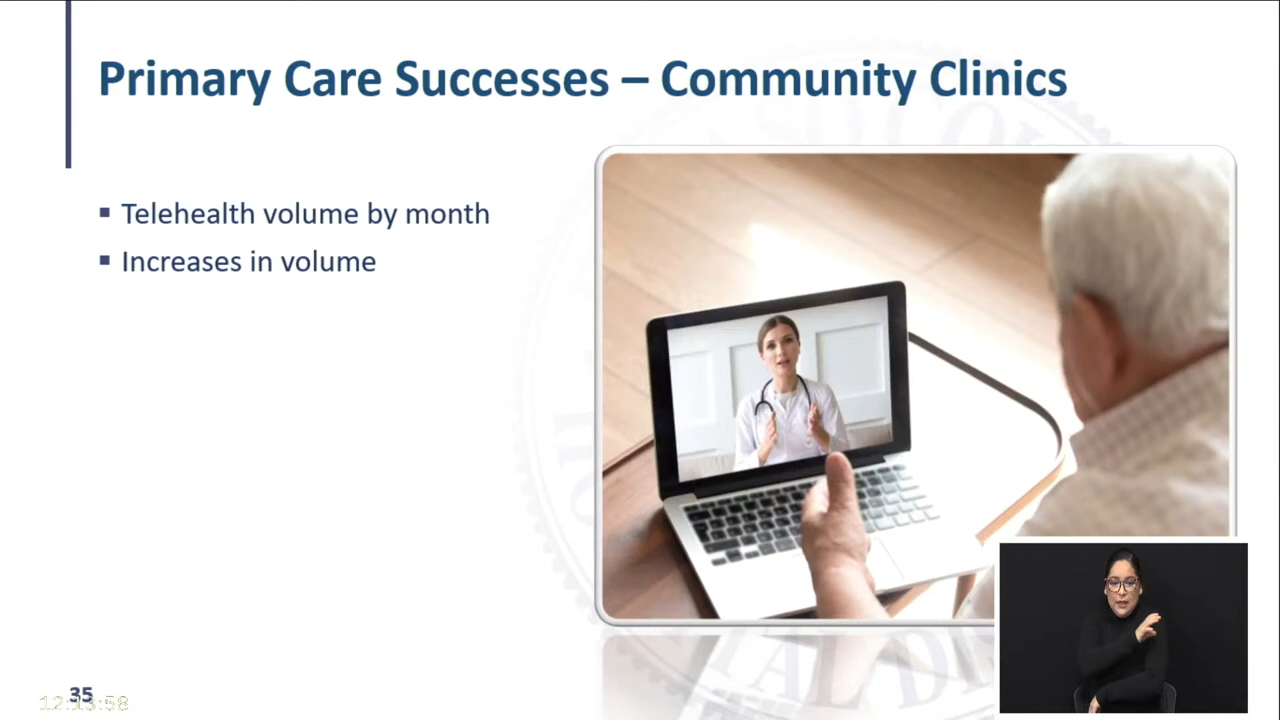 Primary Care Successes – Community Clinics
▪ Telehealth volume by month
▪ Increases in volume
35